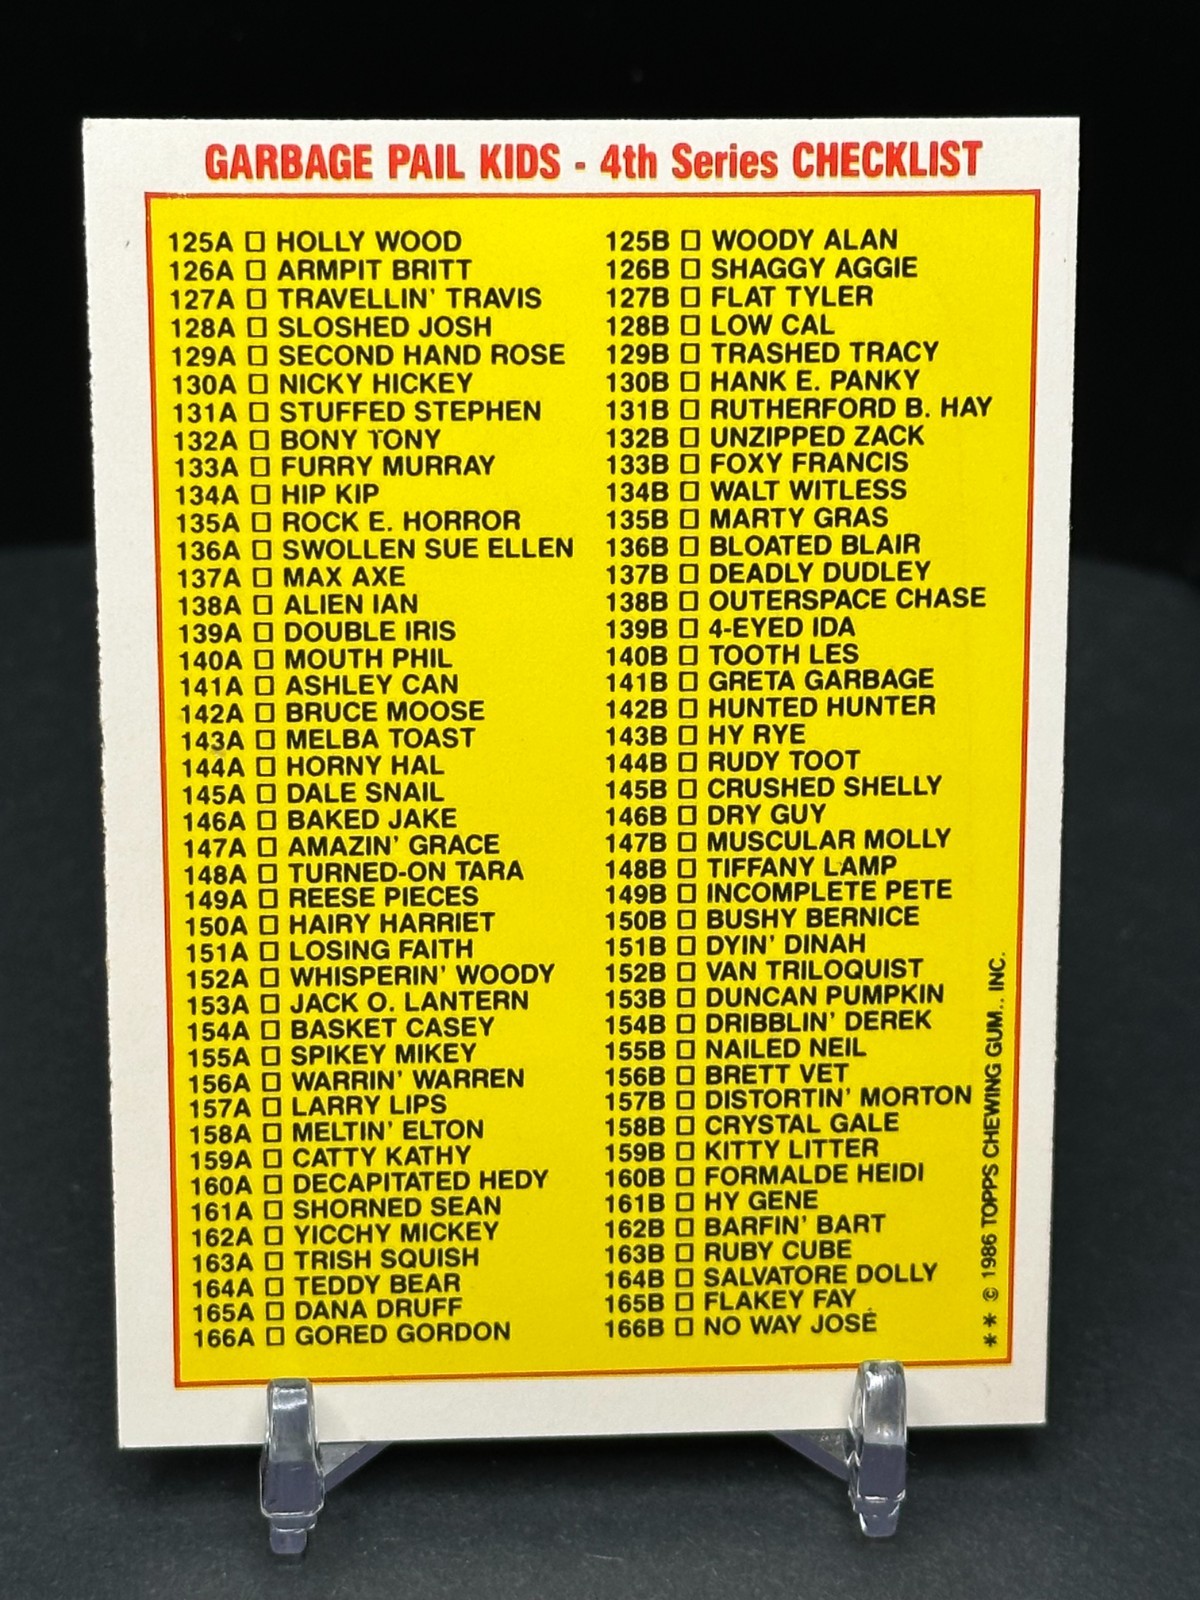 GARBAGE PAIL KIDS - 4th Series CHECKLIST
125A □ HOLLY WOOD
126A □ ARMPIT BRITT
127A □ TRAVELLIN' TRAVIS
128A □ SLOSHED JOSH
129A □ SECOND HAND ROSE
130A □ NICKY HICKEY
131A □ STUFFED STEPHEN
132A □ BONY TONY
133A □ FURRY MURRAY
134A □ HIP KIP
135A □ ROCK E. HORROR
136A □ SWOLLEN SUE ELLEN
137A □ MAX AXE
138A □ ALIEN IAN
139A □ DOUBLE IRIS
140A □ MOUTH PHIL
141A □ ASHLEY CAN
142A □ BRUCE MOOSE
143A □ MELBA TOAST
144A □ HORNY HAL
145A □ DALE SNAIL
146A □ BAKED JAKE
147A □ AMAZIN' GRACE
148A □ TURNED-ON TARA
149A □ REESE PIECES
150A □ HAIRY HARRIET
151A □ LOSING FAITH
152A □ WHISPERIN' WOODY
153A □ JACK O. LANTERN
154A □ BASKET CASEY
155A □ SPIKEY MIKEY
156A □ WARRIN' WARREN
157A □ LARRY LIPS
158A □ MELTIN' ELTON
159A □ CATTY KATHY
160A □ DECAPITATED HEDY
161A □ SHORNED SEAN
162A □ YICCHY MICKEY
163A □ TRISH SQUISH
164A □ TEDDY BEAR
165A □ DANA DRUFF
166A □ GORED GORDON
125B □ WOODY ALAN
126B □ SHAGGY AGGIE
127B □ FLAT TYLER
128B □ LOW CAL
129B □ TRASHED TRACY
130B □ HANK E. PANKY
131B □ RUTHERFORD B. HAY
132B □ UNZIPPED ZACK
133B □ FOXY FRANCIS
134B □ WALT WITLESS
135B □ MARTY GRAS
136B □ BLOATED BLAIR
137B □ DEADLY DUDLEY
138B □ OUTERSPACE CHASE
139B □ 4-EYED IDA
140B □ TOOTH LES
141B □ GRETA GARBAGE
142B □ HUNTED HUNTER
143B □ HY RYE
144B □ RUDY TOOT
145B □ CRUSHED SHELLY
146B □ DRY GUY
147B □ MUSCULAR MOLLY
148B □ TIFFANY LAMP
149B □ INCOMPLETE PETE
150B □ BUSHY BERNICE
151B □ DYIN' DINAH
152B □ VAN TRILOQUIST
153B □ DUNCAN PUMPKIN
154B □ DRIBBLIN' DEREK
155B □ NAILED NEIL
156B □ BRETT VET
157B □ DISTORTIN' MORTON
158B □ CRYSTAL GALE
159B □ KITTY LITTER
160B □ FORMALDE HEIDI
161B □ HY GENE
162B □ BARFIN' BART
163B □ RUBY CUBE
164B □ SALVATORE DOLLY
165B □ FLAKEY FAY
166B □ NO WAY JOSÉ
** © 1986 TOPPS CHEWING GUM., INC.